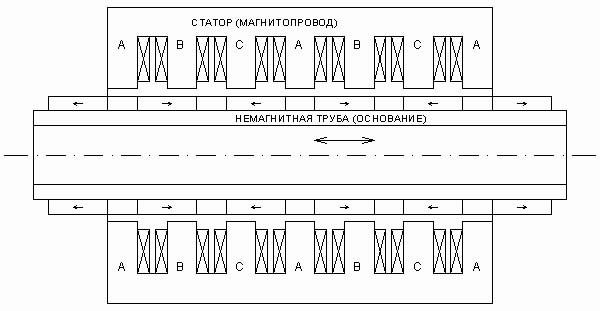 СТАТОР (МАГНИТОПРОВОД)
A B C A B C A
НЕМАГНИТНАЯ ТРУБА (ОСНОВАНИЕ)
A B C A B C A